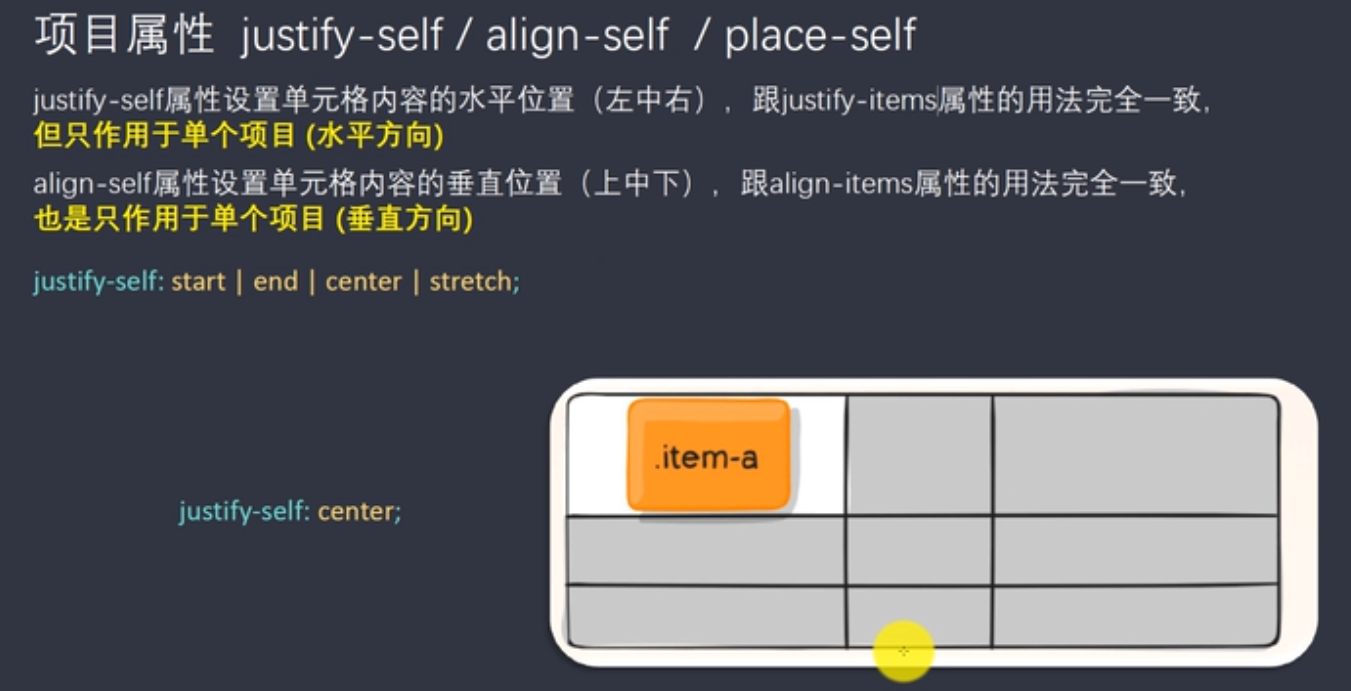 项目属性 justify-self / align-self / place-self
justify-self属性设置单元格内容的水平位置（左中右），跟justify-items属性的用法完全一致，
但只作用于单个项目 (水平方向)
align-self属性设置单元格内容的垂直位置（上中下），跟align-items属性的用法完全一致，
也是只作用于单个项目 (垂直方向)
justify-self: start | end | center | stretch;
.item-a
justify-self: center;